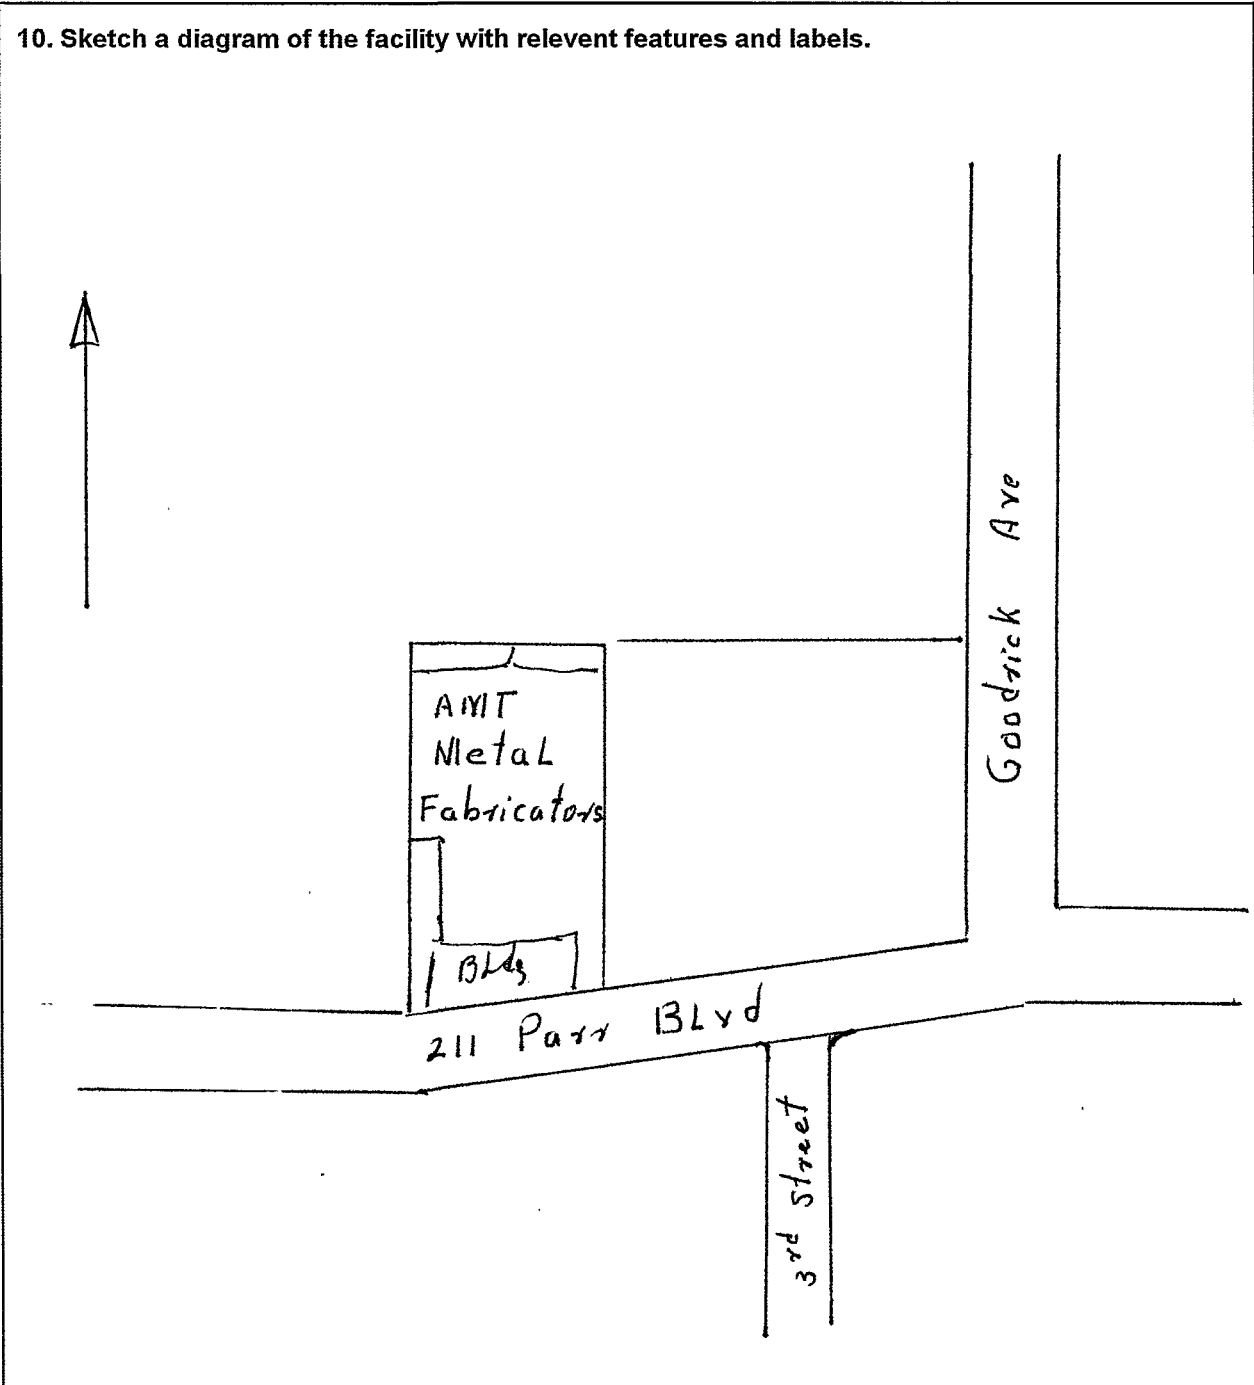 10. Sketch a diagram of the facility with relevent features and labels.
Goodrick Ave
AMT
Metal
Fabricators
Bldg
211 Parr BLvd
3rd street